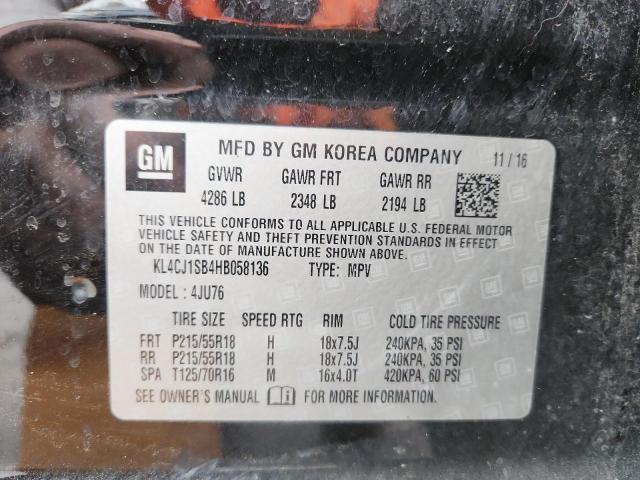 GM MFD BY GM KOREA COMPANY 11 / 16
GVWR GAWR FRT GAWR RR
4286 LB 2348 LB 2194 LB
THIS VEHICLE CONFORMS TO ALL APPLICABLE U.S. FEDERAL MOTOR
VEHICLE SAFETY AND THEFT PREVENTION STANDARDS IN EFFECT
ON THE DATE OF MANUFACTURE SHOWN ABOVE.
KL4CJ1SB4HB058136 TYPE: MPV
MODEL : 4JU76
TIRE SIZE SPEED RTG RIM COLD TIRE PRESSURE
FRT P215/55R18 H 18x7.5J 240KPA, 35 PSI
RR P215/55R18 H 18x7.5J 240KPA, 35 PSI
SPA T125/70R16 M 16x4.0T 420KPA, 60 PSI
SEE OWNER'S MANUAL FOR MORE INFORMATION.